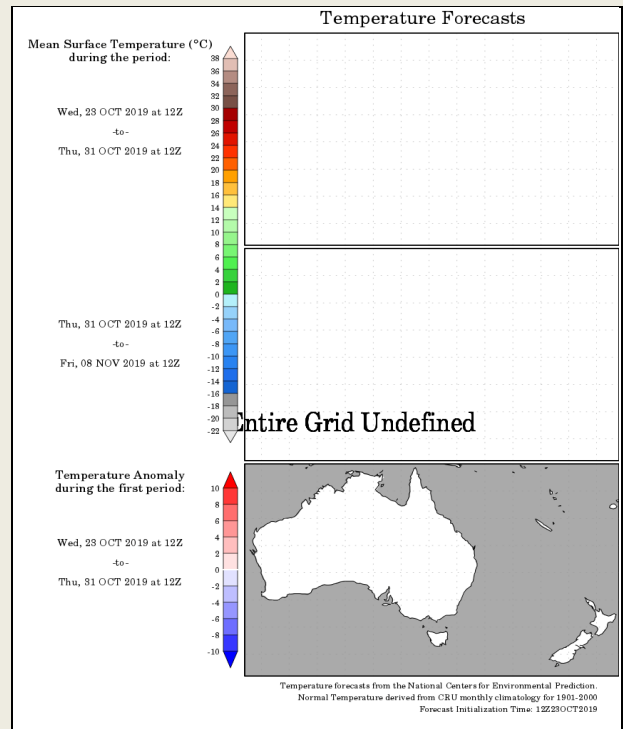 Temperature Forecasts
Mean Surface Temperature (°C)
during the period:
38
36
34
32
30
28
26
24
22
20
18
16
14
12
10
8
6
4
2
0
-2
-4
-6
-8
-10
-12
-14
-16
-18
-20
-22
Wed, 23 OCT 2019 at 12Z
-to-
Thu, 31 OCT 2019 at 12Z
Thu, 31 OCT 2019 at 12Z
-to-
Fri, 08 NOV 2019 at 12Z
Entire Grid Undefined
Temperature Anomaly
during the first period:
10
8
6
4
2
0
-2
-4
-6
-8
-10
Wed, 23 OCT 2019 at 12Z
-to-
Thu, 31 OCT 2019 at 12Z
Temperature forecasts from the National Centers for Environmental Prediction.
Normal Temperature derived from CRU monthly climatology for 1901-2000
Forecast Initialization Time: 12Z23OCT2019